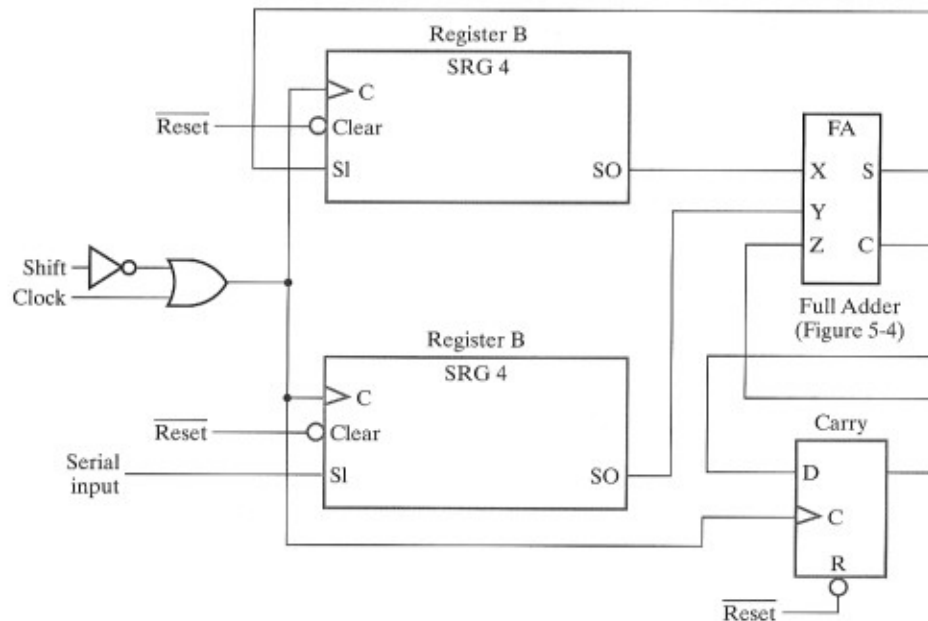 Register B
SRG 4
C
Reset
Clear
SI
SO
FA
X
S
Y
Z
C
Full Adder
(Figure 5-4)
Shift
Clock
Register B
SRG 4
C
Reset
Clear
Serial
input
SI
SO
Carry
D
C
R
Reset